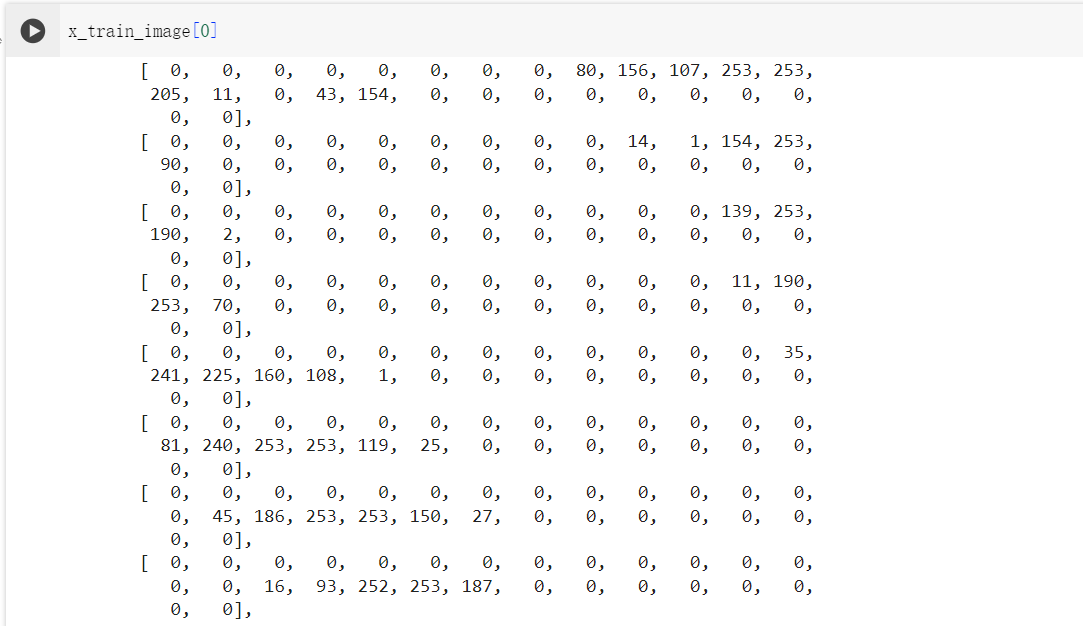 x_train_image[0]
[  0,   0,   0,   0,   0,   0,   0,   0,  80, 156, 107, 253, 253,
205,  11,   0,  43, 154,   0,   0,   0,   0,   0,   0,   0,   0,
0,   0],
[  0,   0,   0,   0,   0,   0,   0,   0,   0,  14,   1, 154, 253,
90,   0,   0,   0,   0,   0,   0,   0,   0,   0,   0,   0,   0,
0,   0],
[  0,   0,   0,   0,   0,   0,   0,   0,   0,   0,   0, 139, 253,
190,   2,   0,   0,   0,   0,   0,   0,   0,   0,   0,   0,   0,
0,   0],
[  0,   0,   0,   0,   0,   0,   0,   0,   0,   0,   0,  11, 190,
253,  70,   0,   0,   0,   0,   0,   0,   0,   0,   0,   0,   0,
0,   0],
[  0,   0,   0,   0,   0,   0,   0,   0,   0,   0,   0,   0,  35,
241, 225, 160, 108,   1,   0,   0,   0,   0,   0,   0,   0,   0,
0,   0],
[  0,   0,   0,   0,   0,   0,   0,   0,   0,   0,   0,   0,   0,
81, 240, 253, 253, 119,  25,   0,   0,   0,   0,   0,   0,   0,
0,   0],
[  0,   0,   0,   0,   0,   0,   0,   0,   0,   0,   0,   0,   0,
0,  45, 186, 253, 253, 150,  27,   0,   0,   0,   0,   0,   0,
0,   0],
[  0,   0,   0,   0,   0,   0,   0,   0,   0,   0,   0,   0,   0,
0,   0,  16,  93, 252, 253, 187,   0,   0,   0,   0,   0,   0,
0,   0],